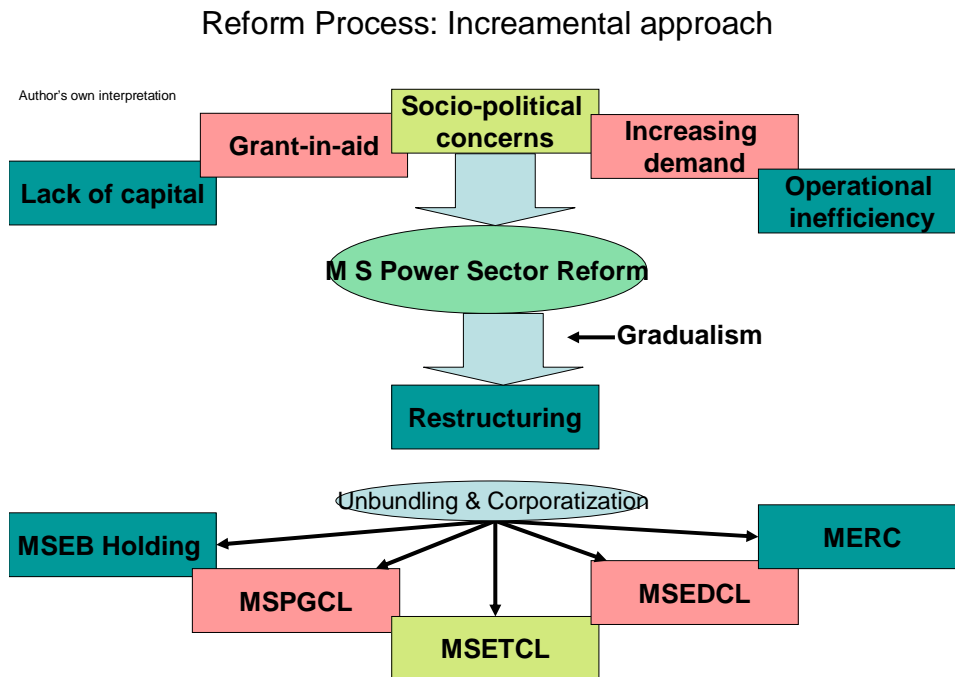 Reform Process: Increamental approach
Author's own interpretation
Socio-political
concerns
Grant-in-aid
Increasing
demand
Lack of capital
Operational
inefficiency
M S Power Sector Reform
Gradualism
Restructuring
Unbundling & Corporatization
MSEB Holding
MERC
MSPGCL
MSEDCL
MSETCL